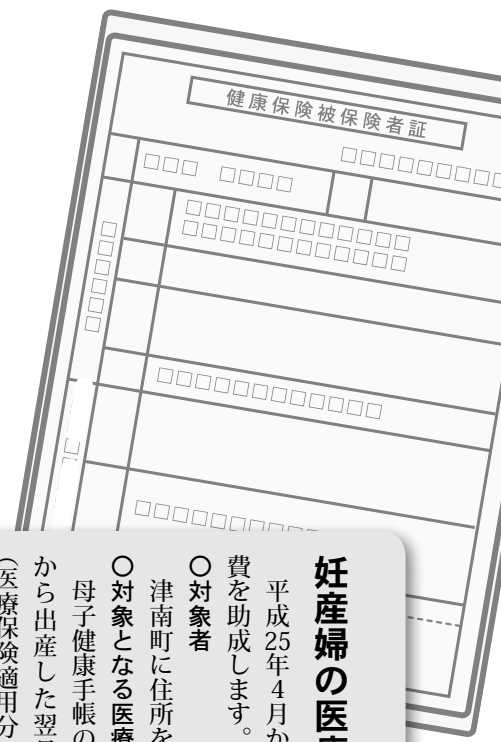 健康保険被保険者証
妊産婦の医
平成25年4月か
費を助成します。
○対象者
津南町に住所を
○対象となる医療
母子健康手帳の
から出産した翌
（医療保険適用分